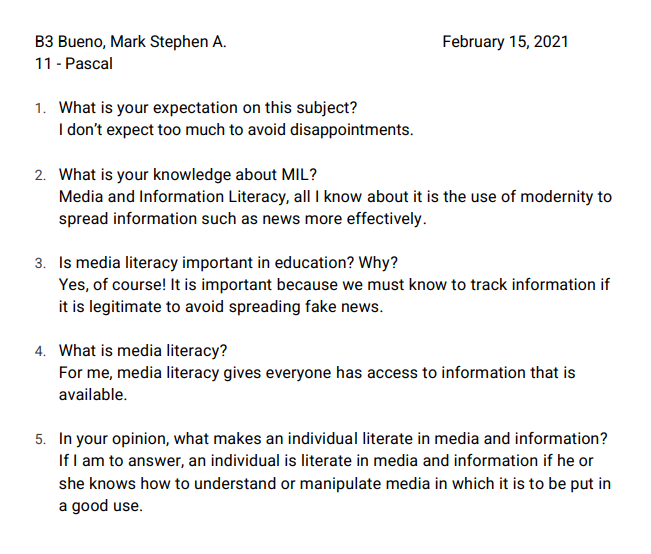 B3 Bueno, Mark Stephen A. February 15, 2021
11 - Pascal
1. What is your expectation on this subject?
I don't expect too much to avoid disappointments.
2. What is your knowledge about MIL?
Media and Information Literacy, all I know about it is the use of modernity to
spread information such as news more effectively.
3. Is media literacy important in education? Why?
Yes, of course! It is important because we must know to track information if
it is legitimate to avoid spreading fake news.
4. What is media literacy?
For me, media literacy gives everyone has access to information that is
available.
5. In your opinion, what makes an individual literate in media and information?
If I am to answer, an individual is literate in media and information if he or
she knows how to understand or manipulate media in which it is to be put in
a good use.